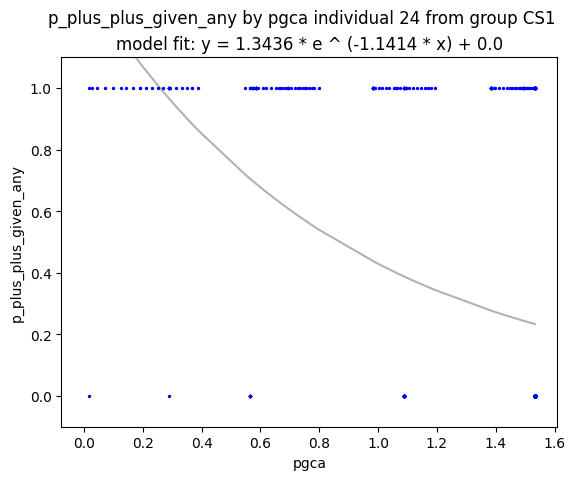 p_plus_plus_given_any by pgca individual 24 from group CS1
model fit: y = 1.3436 * e ^ (-1.1414 * x) + 0.0
1.0
0.8
0.6
0.4
0.2
0.0
p_plus_plus_given_any
0.0 0.2 0.4 0.6 0.8 1.0 1.2 1.4 1.6
pgca